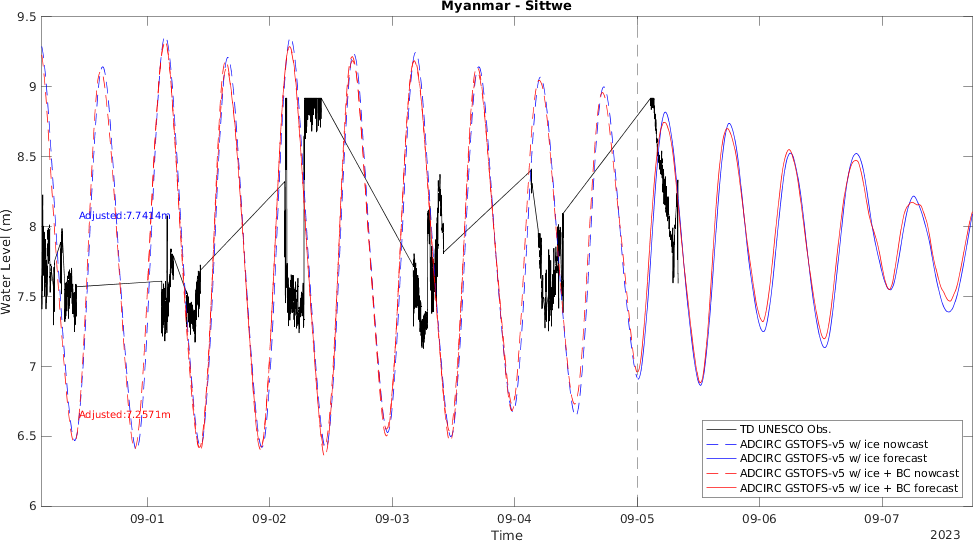 Myanmar - Sittwe
9.5
9
8.5
8
7.5
7
6.5
6
Water Level (m)
Adjusted:7.7414m
Adjusted:7.2571m
TD UNESCO Obs.
ADCIRC GSTOFS-v5 w/ ice nowcast
ADCIRC GSTOFS-v5 w/ ice forecast
ADCIRC GSTOFS-v5 w/ ice + BC nowcast
ADCIRC GSTOFS-v5 w/ ice + BC forecast
09-01 09-02 09-03 09-04 09-05 09-06 09-07
Time
2023